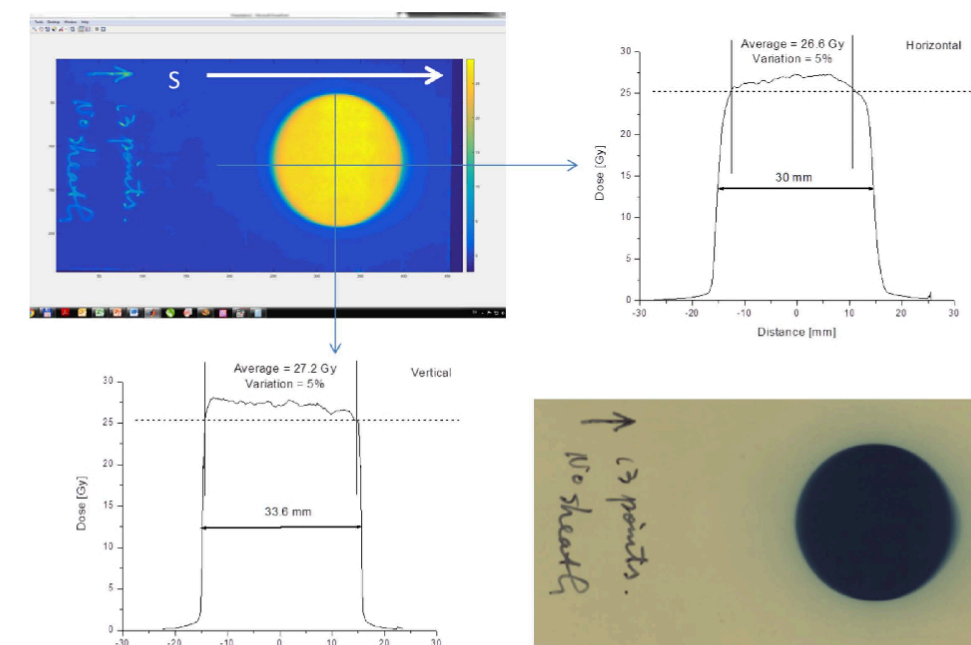 S
13 points.
No sheath
Average = 26.6 Gy
Variation = 5%
Horizontal
30
25
20
15
10
5
0
Dose [Gy]
30 mm
-30
-20
-10
0
10
20
30
Distance [mm]
Average = 27.2 Gy
Variation = 5%
Vertical
30
25
20
15
10
5
0
Dose [Gy]
33.6 mm
-30
-20
-10
0
10
20
30
13 points.
No sheath